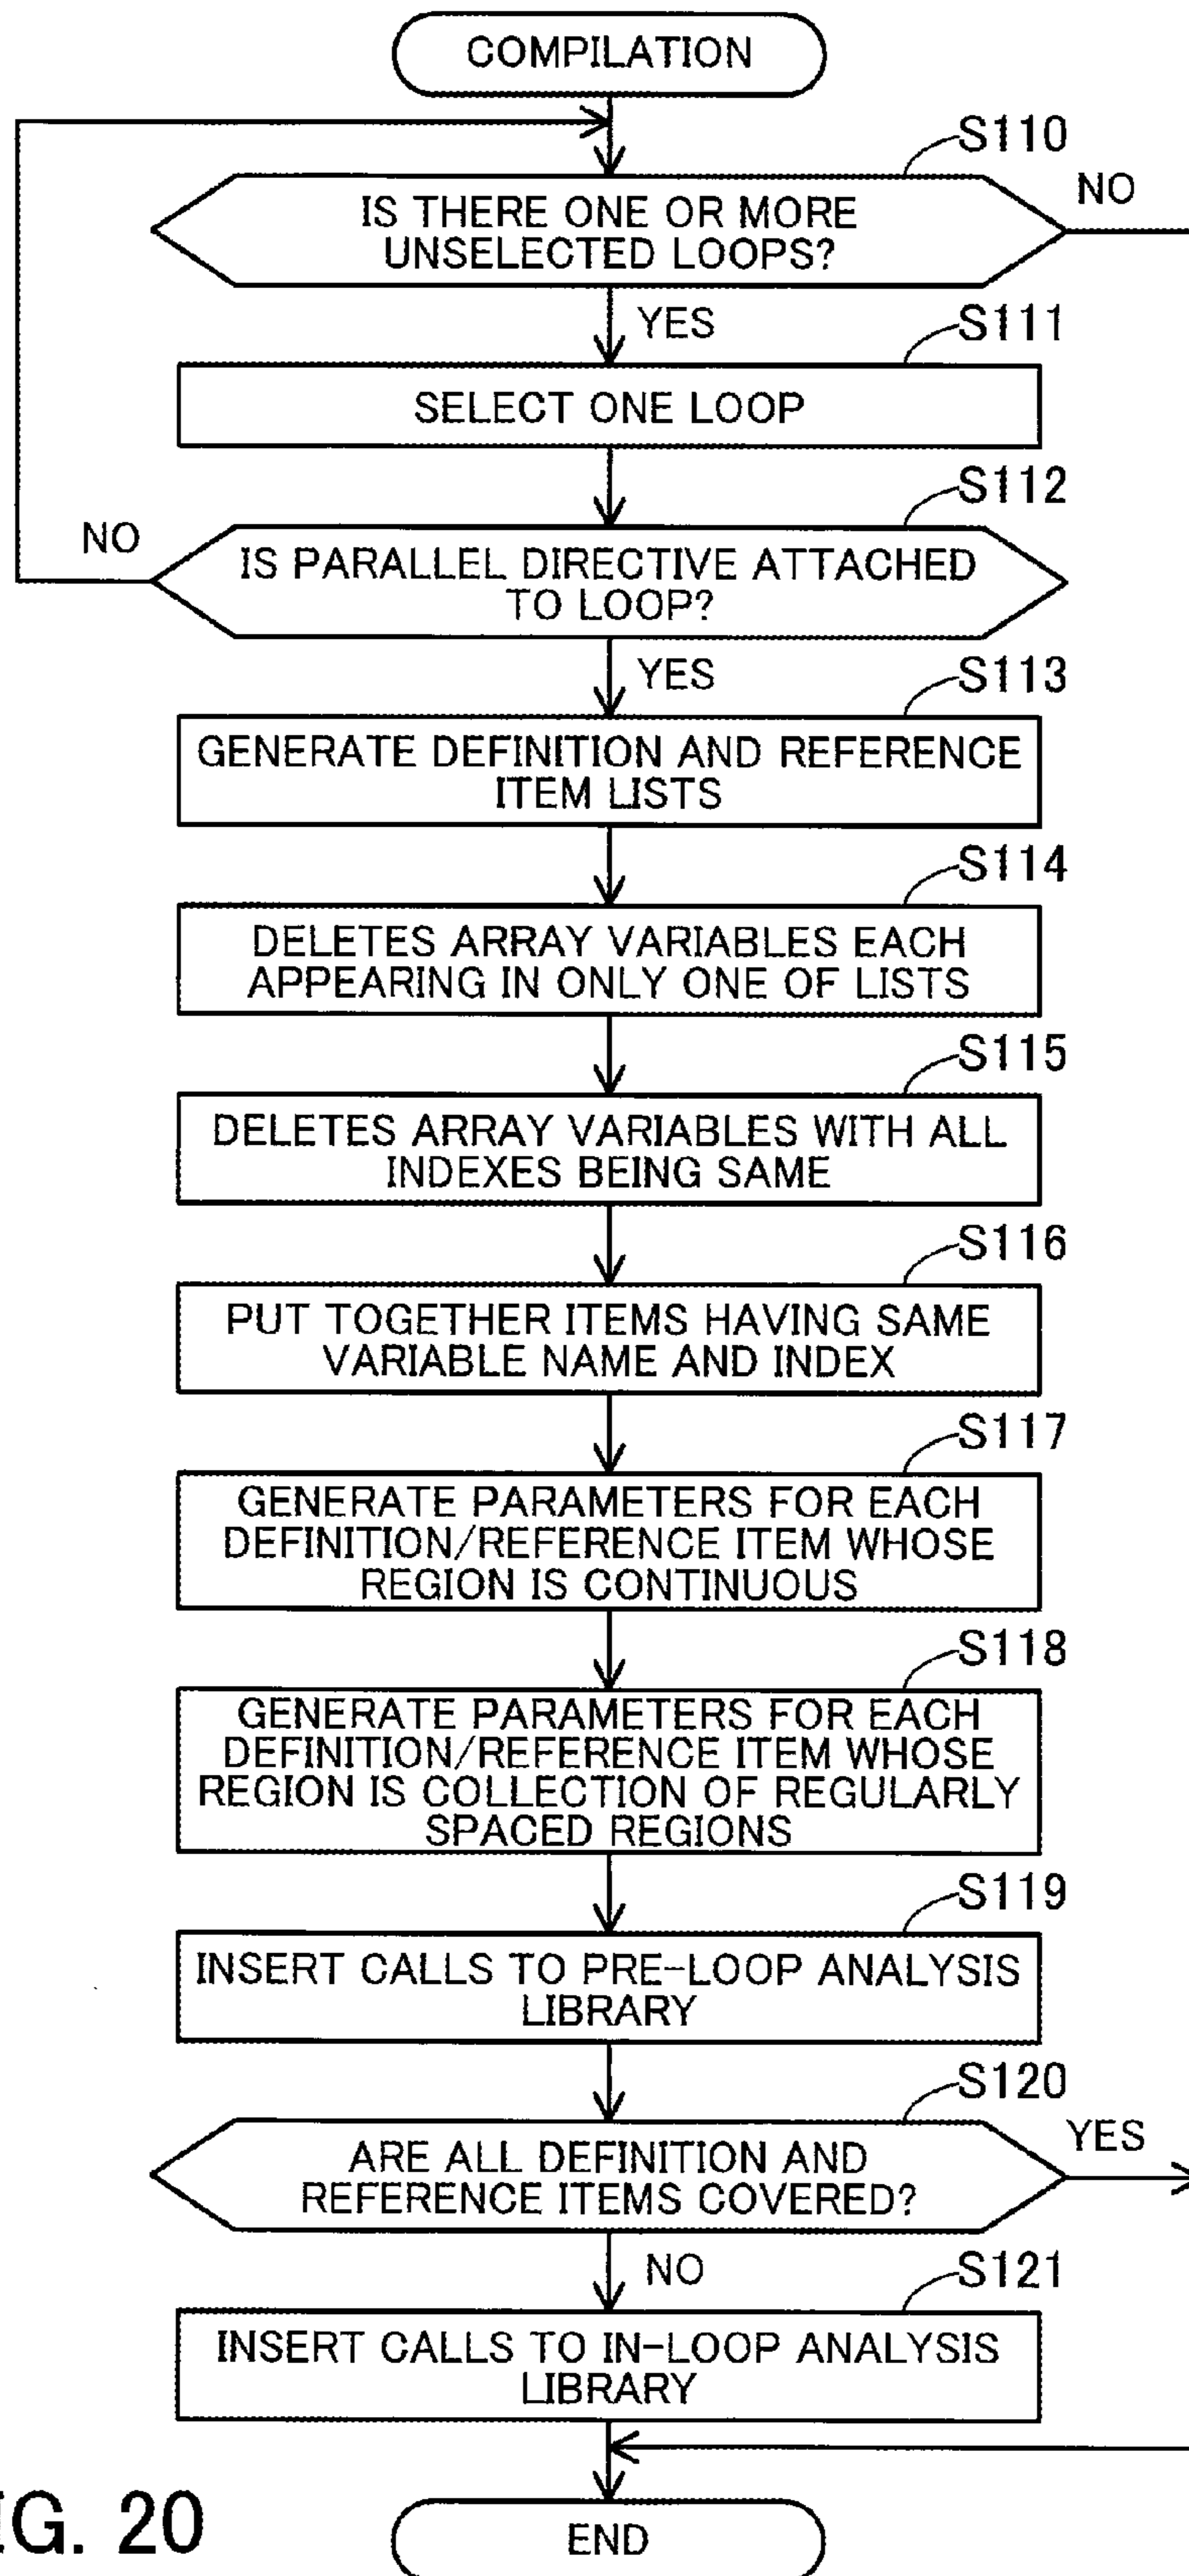 COMPILATION
S110
NO
IS THERE ONE OR MORE
UNSELECTED LOOPS?
YES
S111
SELECT ONE LOOP
S112
NO
IS PARALLEL DIRECTIVE ATTACHED
TO LOOP?
YES
S113
GENERATE DEFINITION AND REFERENCE
ITEM LISTS
S114
DELETES ARRAY VARIABLES EACH
APPEARING IN ONLY ONE OF LISTS
S115
DELETES ARRAY VARIABLES WITH ALL
INDEXES BEING SAME
S116
PUT TOGETHER ITEMS HAVING SAME
VARIABLE NAME AND INDEX
S117
GENERATE PARAMETERS FOR EACH
DEFINITION/REFERENCE ITEM WHOSE
REGION IS CONTINUOUS
S118
GENERATE PARAMETERS FOR EACH
DEFINITION/REFERENCE ITEM WHOSE
REGION IS COLLECTION OF REGULARLY
SPACED REGIONS
S119
INSERT CALLS TO PRE-LOOP ANALYSIS
LIBRARY
S120
YES
ARE ALL DEFINITION AND
REFERENCE ITEMS COVERED?
NO
S121
INSERT CALLS TO IN-LOOP ANALYSIS
LIBRARY
IG. 20
END